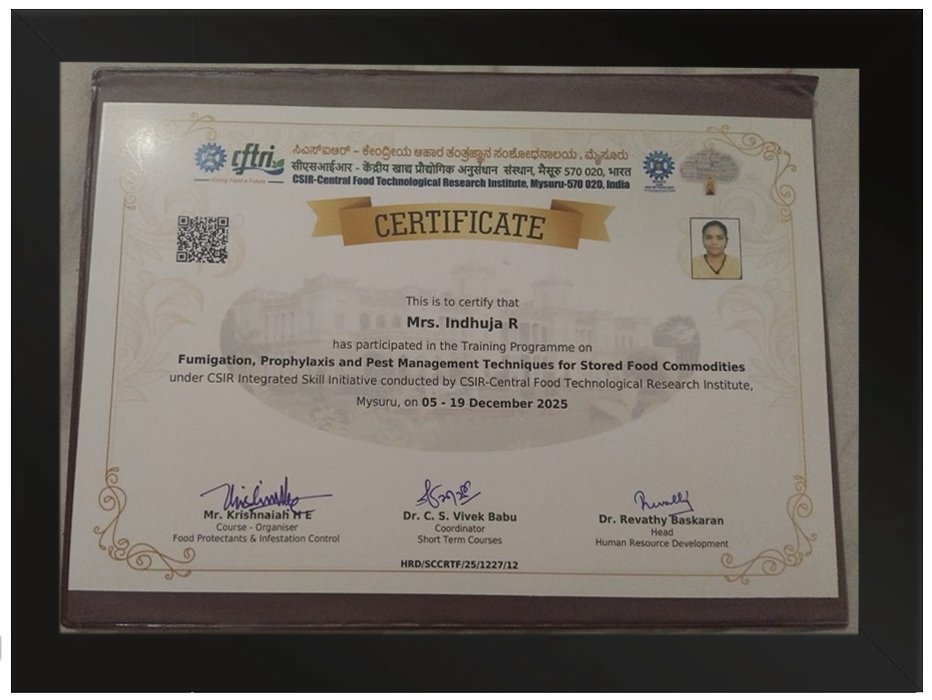 cftri
ಸಿಎಸ್ಐಆರ್ – ಕೇಂದ್ರೀಯ ಆಹಾರ ತಂತ್ರಜ್ಞಾನ ಸಂಶೋಧನಾಲಯ , ಮೈಸೂರು
सीएसआईआर - केंद्रीय खाद्य प्रौद्योगिक अनुसंधान संस्थान, मैसूरु 570 020, भारत
CSIR-Central Food Technological Research Institute, Mysuru-570 020, India
CERTIFICATE
This is to certify that
Mrs. Indhuja R
has participated in the Training Programme on
Fumigation, Prophylaxis and Pest Management Techniques for Stored Food Commodities
under CSIR Integrated Skill Initiative conducted by CSIR-Central Food Technological Research Institute,
Mysuru, on 05 - 19 December 2025
Mr. Krishnaiah M E
Course - Organiser
Food Protectants & Infestation Control
Dr. C. S. Vivek Babu
Coordinator
Short Term Courses
Dr. Revathy Baskaran
Head
Human Resource Development
HRD/SCCRTF/25/1227/12